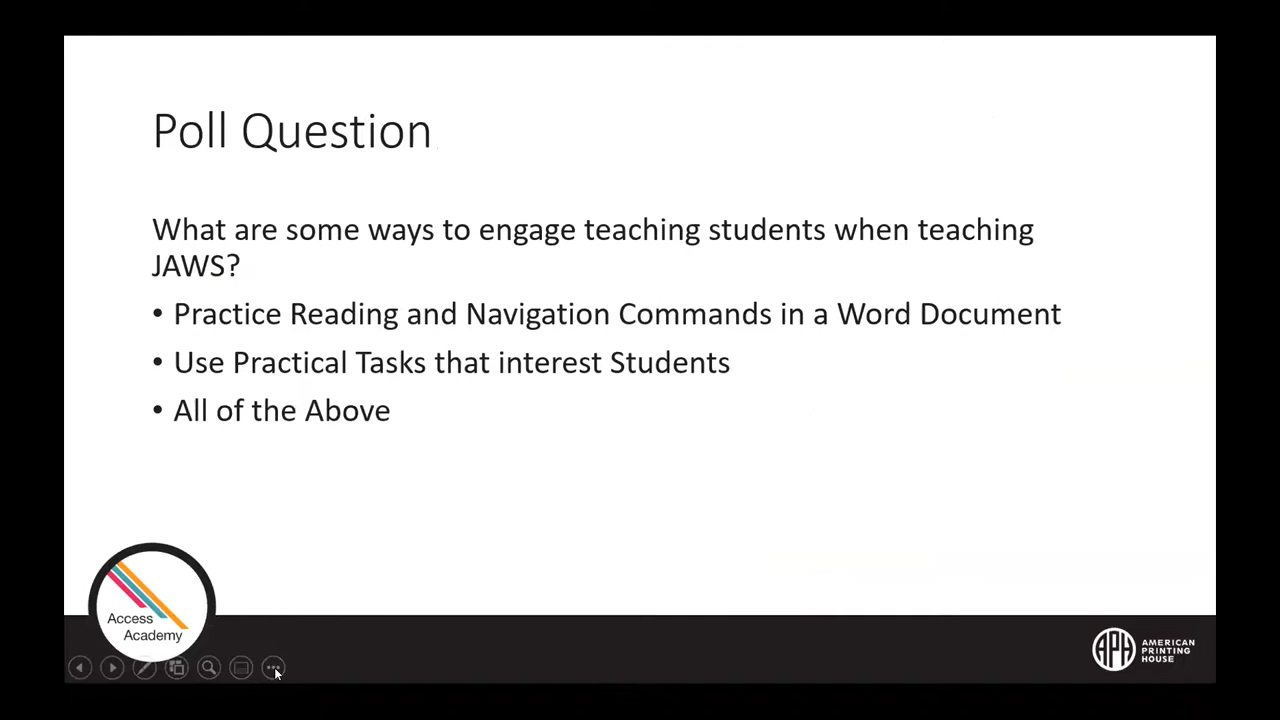 Poll Question
What are some ways to engage teaching students when teaching
JAWS?
• Practice Reading and Navigation Commands in a Word Document
• Use Practical Tasks that interest Students
• All of the Above
Access
Academy
APH
AMERICAN
PRINTING
HOUSE